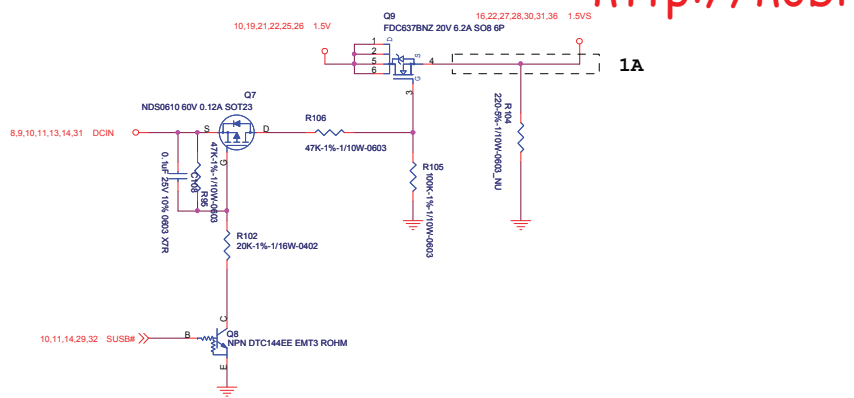 Q9
FDC637BNZ 20V 6.2A SO8 6P
10,19,21,22,25,26 1.5V
16,22,27,28,30,31,36 1.5VS
1
2
5
6
D
S
G
4
3
1A
Q7
NDS0610 60V 0.12A SOT23
8,9,10,11,13,14,31 DCIN
S
D
G
R106
47K-1%-1/10W-0603
R104
220-5%-1/10W-0603_NU
R105
100K-1%-1/10W-0603
C108
0.1uF 25V 10% 0603 X7R
R95
47K-1%-1/10W-0603
R102
20K-1%-1/16W-0402
10,11,14,29,32 SUSB#
B
C
E
Q8
NPN DTC144EE EMT3 ROHM